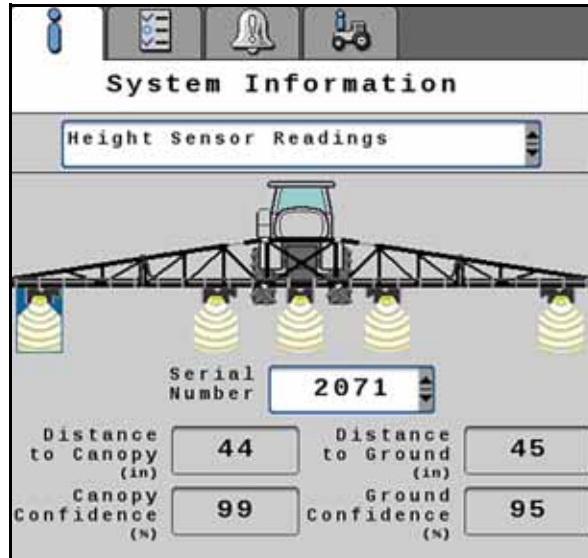 System Information
Height Sensor Readings
Serial
Number
2071
Distance
to Canopy
(in)
44
Distance
to Ground
(in)
45
Canopy
Confidence
(%)
99
Ground
Confidence
(%)
95